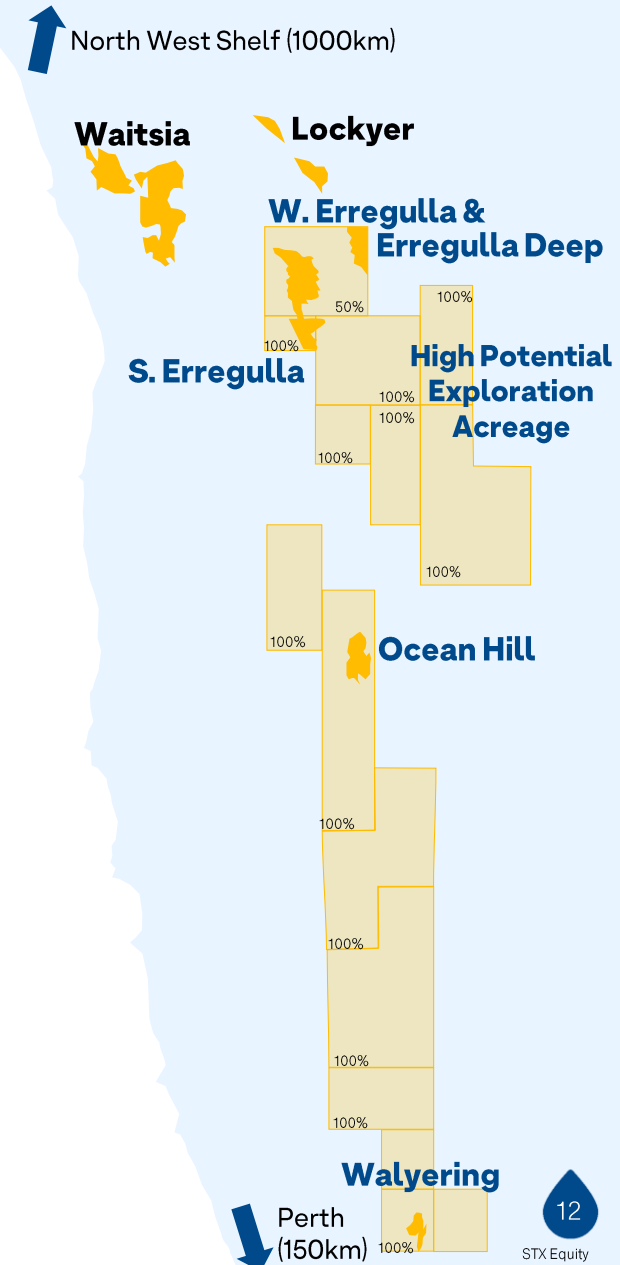 North West Shelf (1000km)
Waitsia
Lockyer
W. Erregulla &
Erregulla Deep
50%
100%
100%
S. Erregulla
High Potential
Exploration
Acreage
100%
100%
100%
100%
100%
Ocean Hill
100%
100%
100%
100%
Walyering
Perth
(150km)
100%
12
STX Equity